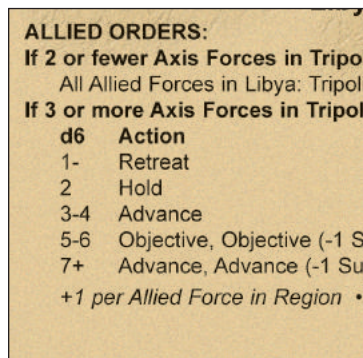 ALLIED ORDERS:
If 2 or fewer Axis Forces in Tripo
All Allied Forces in Libya: Tripol
If 3 or more Axis Forces in Tripol
d6 Action
1- Retreat
2 Hold
3-4 Advance
5-6 Objective, Objective (-1 S
7+ Advance, Advance (-1 Su
+1 per Allied Force in Region •